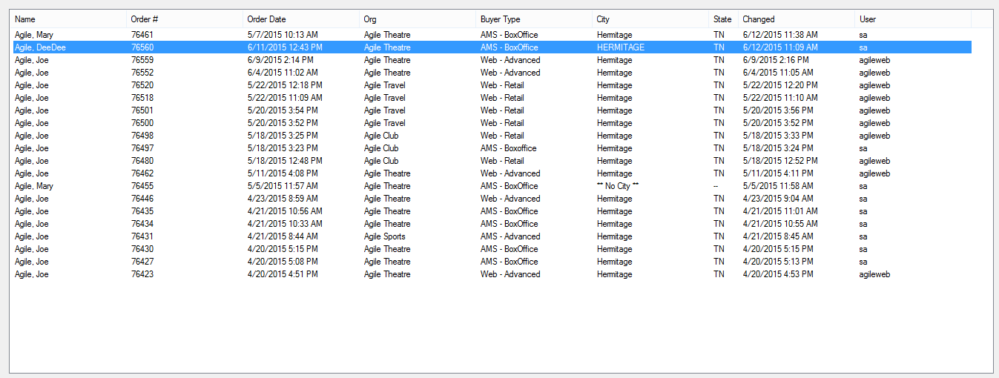 Name Order # Order Date Org Buyer Type City State Changed User
Agile, Mary 76461 5/7/2015 10:13 AM Agile Theatre AMS - BoxOffice Hermitage TN 6/12/2015 11:38 AM sa
Agile, DeeDee 76560 6/11/2015 12:43 PM Agile Theatre AMS - BoxOffice HERMITAGE TN 6/12/2015 11:09 AM sa
Agile, Joe 76559 6/9/2015 2:14 PM Agile Theatre Web - Advanced Hermitage TN 6/9/2015 2:16 PM agileweb
Agile, Joe 76552 6/4/2015 11:02 AM Agile Theatre Web - Advanced Hermitage TN 6/4/2015 11:05 AM agileweb
Agile, Joe 76520 5/22/2015 12:18 PM Agile Travel Web - Retail Hermitage TN 5/22/2015 12:20 PM agileweb
Agile, Joe 76518 5/22/2015 11:09 AM Agile Travel Web - Retail Hermitage TN 5/22/2015 11:10 AM agileweb
Agile, Joe 76501 5/20/2015 3:54 PM Agile Travel Web - Retail Hermitage TN 5/20/2015 3:56 PM agileweb
Agile, Joe 76500 5/20/2015 3:52 PM Agile Travel Web - Retail Hermitage TN 5/20/2015 3:52 PM agileweb
Agile, Joe 76498 5/18/2015 3:25 PM Agile Club Web - Retail Hermitage TN 5/18/2015 3:33 PM agileweb
Agile, Joe 76497 5/18/2015 3:23 PM Agile Club AMS - Boxoffice Hermitage TN 5/18/2015 3:24 PM sa
Agile, Joe 76480 5/18/2015 12:48 PM Agile Club Web - Retail Hermitage TN 5/18/2015 12:52 PM agileweb
Agile, Joe 76462 5/11/2015 4:08 PM Agile Theatre Web - Advanced Hermitage TN 5/11/2015 4:11 PM agileweb
Agile, Mary 76455 5/5/2015 11:57 AM Agile Theatre AMS - BoxOffice ** No City ** -- 5/5/2015 11:58 AM sa
Agile, Joe 76446 4/23/2015 8:59 AM Agile Theatre Web - Advanced Hermitage TN 4/23/2015 9:04 AM sa
Agile, Joe 76435 4/21/2015 10:56 AM Agile Theatre AMS - BoxOffice Hermitage TN 4/21/2015 11:01 AM sa
Agile, Joe 76434 4/21/2015 10:33 AM Agile Theatre AMS - BoxOffice Hermitage TN 4/21/2015 10:55 AM sa
Agile, Joe 76431 4/21/2015 8:44 AM Agile Sports AMS - Advanced Hermitage TN 4/21/2015 8:45 AM sa
Agile, Joe 76430 4/20/2015 5:15 PM Agile Theatre AMS - BoxOffice Hermitage TN 4/20/2015 5:15 PM sa
Agile, Joe 76427 4/20/2015 5:08 PM Agile Theatre AMS - BoxOffice Hermitage TN 4/20/2015 5:13 PM sa
Agile, Joe 76423 4/20/2015 4:51 PM Agile Theatre Web - Advanced Hermitage TN 4/20/2015 4:53 PM agileweb